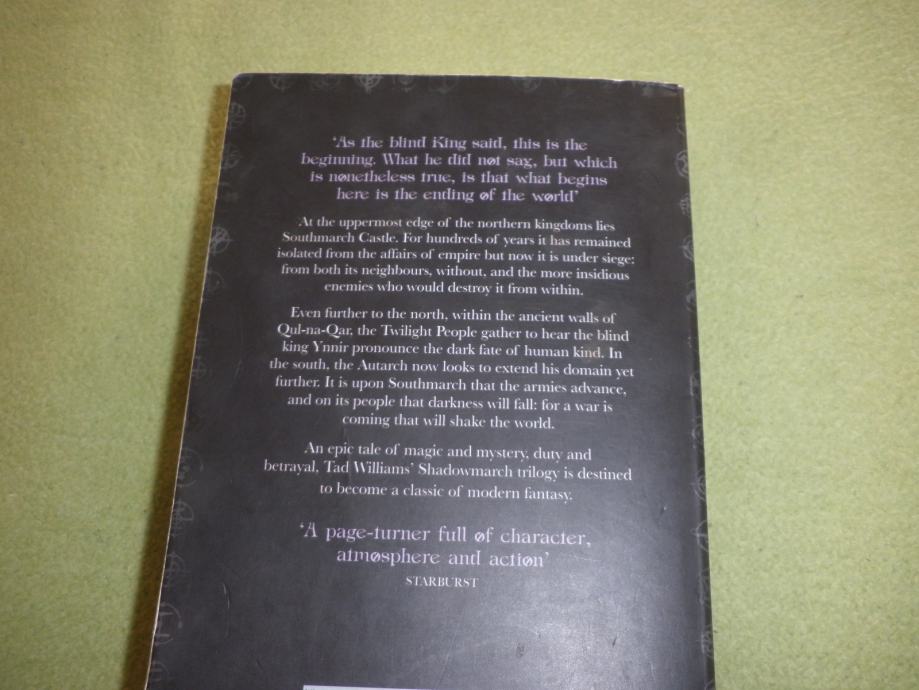 ‘As the blind King said, this is the
beginning. What he did not say, but which
is nonetheless true, is that what begins
here is the ending of the world’
At the uppermost edge of the northern kingdoms lies
Southmarch Castle. For hundreds of years it has remained
isolated from the affairs of empire but now it is under siege:
from both its neighbours, without, and the more insidious
enemies who would destroy it from within.
Even further to the north, within the ancient walls of
Qul-na-Qar, the Twilight People gather to hear the blind
king Ynnir pronounce the dark fate of human kind. In
the south, the Autarch now looks to extend his domain yet
further. It is upon Southmarch that the armies advance,
and on its people that darkness will fall: for a war is
coming that will shake the world.
An epic tale of magic and mystery, duty and
betrayal, Tad Williams’ Shadowmarch trilogy is destined
to become a classic of modern fantasy.
‘A page-turner full of character,
atmosphere and action’
STARBURST